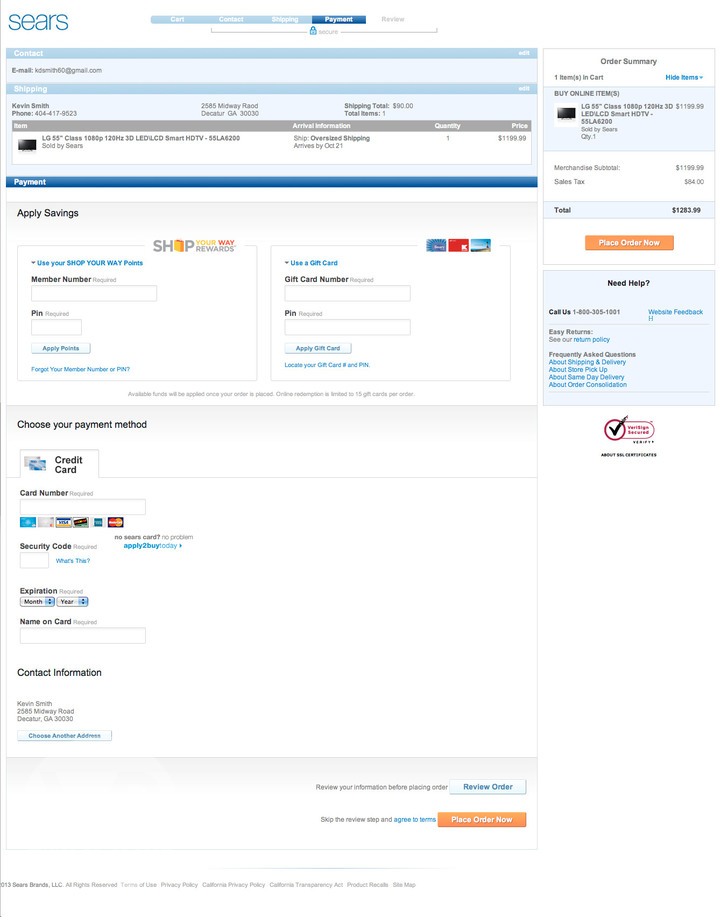 sears
Cart Contact Shipping Payment Review
secure
Contact edit
E-mail: kdsmith60@gmail.com
Shipping edit
Kevin Smith 2585 Midway Raod Shipping Total: $90.00
Phone: 404-417-9523 Decatur GA 30030 Total Items: 1
Item Arrival Information Quantity Price
LG 55" Class 1080p 120Hz 3D LED\LCD Smart HDTV - 55LA6200 Ship: Oversized Shipping 1 $1199.99
Sold by Sears Arrives by Oct 21
Payment
Apply Savings
SHOP YOUR WAY REWARDS
Use your SHOP YOUR WAY Points
Member Number Required
Pin Required
Apply Points
Forgot Your Member Number or PIN?
Use a Gift Card
Gift Card Number Required
Pin Required
Apply Gift Card
Locate your Gift Card # and PIN.
Available funds will be applied once your order is placed. Online redemption is limited to 15 gift cards per order.
Choose your payment method
Credit
Card
Card Number Required
VISA
no sears card? no problem
apply2buytoday
Security Code Required
What's This?
Expiration Required
Month Year
Name on Card Required
Contact Information
Kevin Smith
2585 Midway Road
Decatur, GA 30030
Choose Another Address
Review your information before placing order Review Order
Skip the review step and agree to terms Place Order Now
Order Summary
1 Item(s) in Cart Hide Items
BUY ONLINE ITEM(S)
LG 55" Class 1080p 120Hz 3D $1199.99
LED\LCD Smart HDTV -
55LA6200
Sold by Sears
Qty.1
Merchandise Subtotal: $1199.99
Sales Tax $84.00
Total $1283.99
Place Order Now
Need Help?
Call Us 1-800-305-1001 Website Feedback
H
Easy Returns:
See our return policy
Frequently Asked Questions
About Shipping & Delivery
About Store Pick Up
About Same Day Delivery
About Order Consolidation
VeriSign
Secured
VERIFY
ABOUT SSL CERTIFICATES
013 Sears Brands, LLC. All Rights Reserved Terms of Use Privacy Policy California Privacy Policy California Transparency Act Product Recalls Site Map